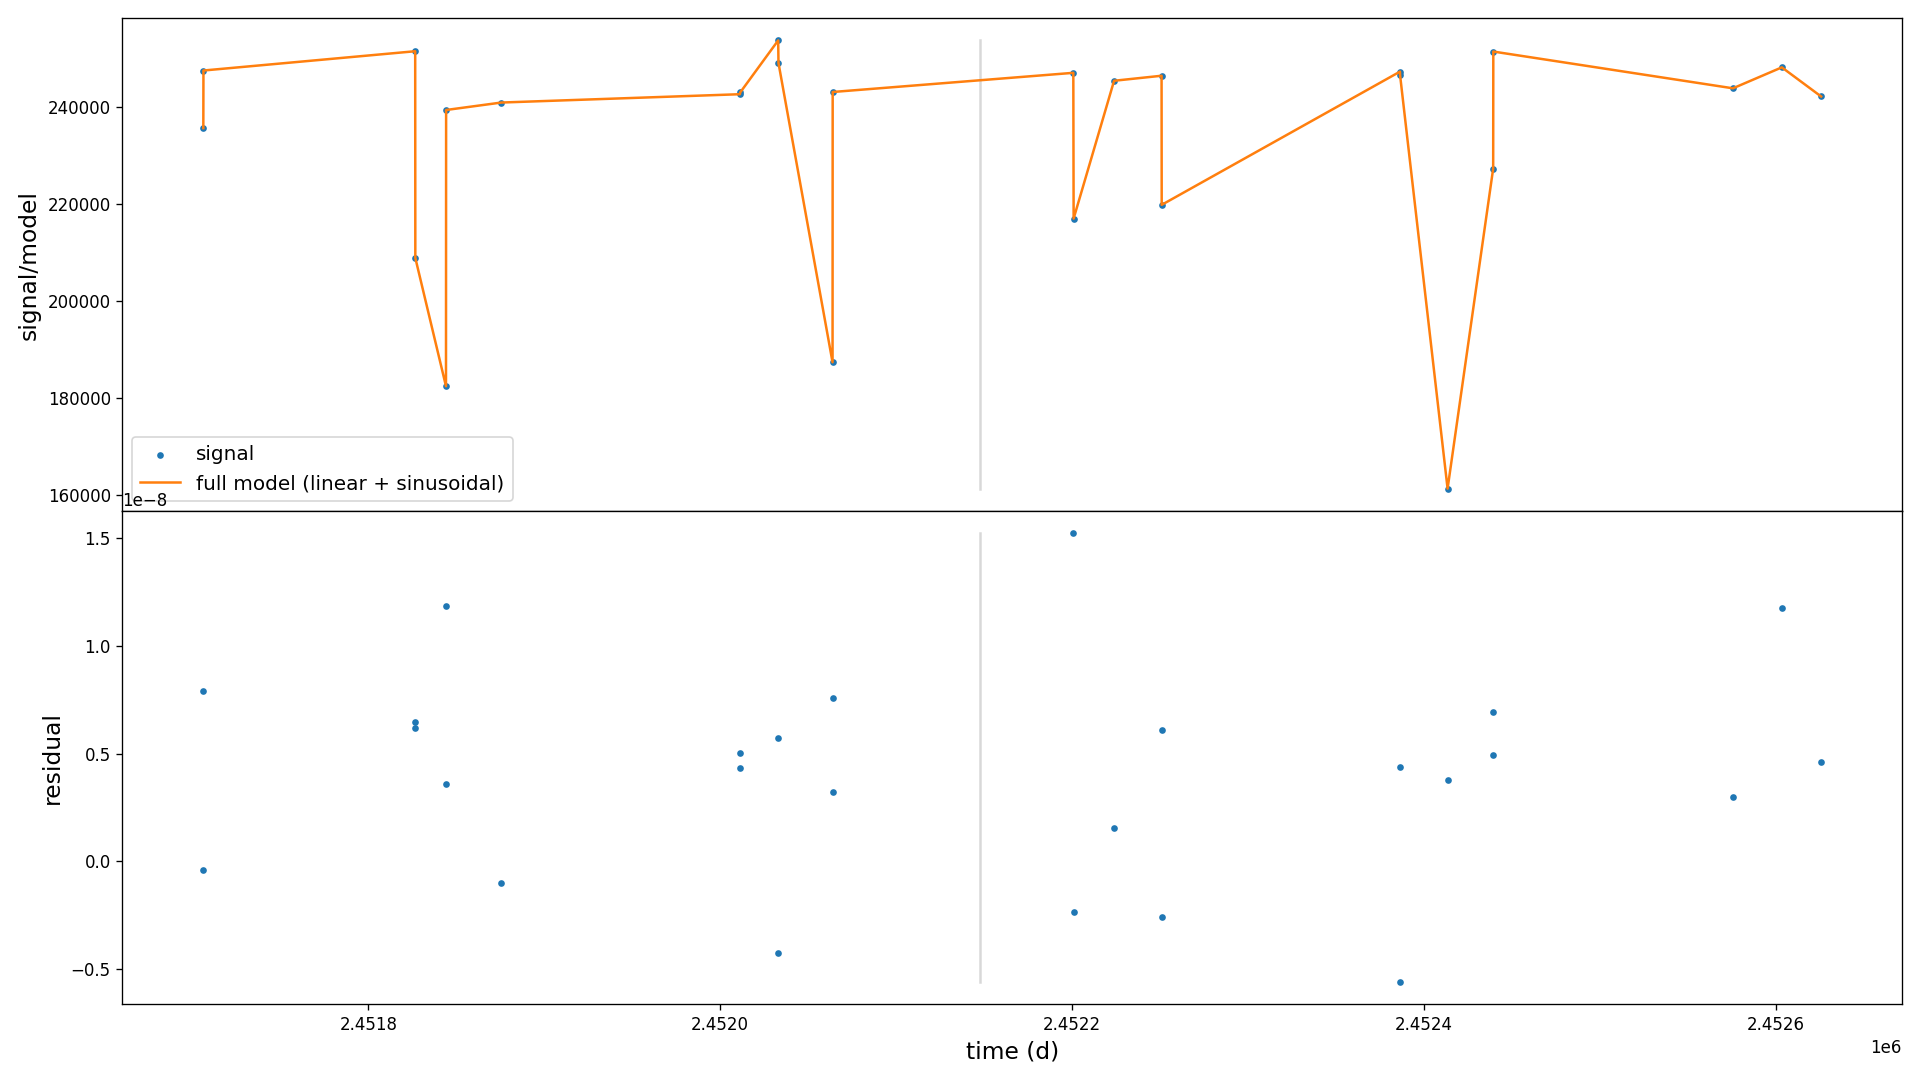 signal/model
240000
220000
200000
180000
160000
signal
full model (linear + sinusoidal)
1e−8
residual
1.5
1.0
0.5
0.0
−0.5
2.4518
2.4520
2.4522
2.4524
2.4526
time (d)
1e6